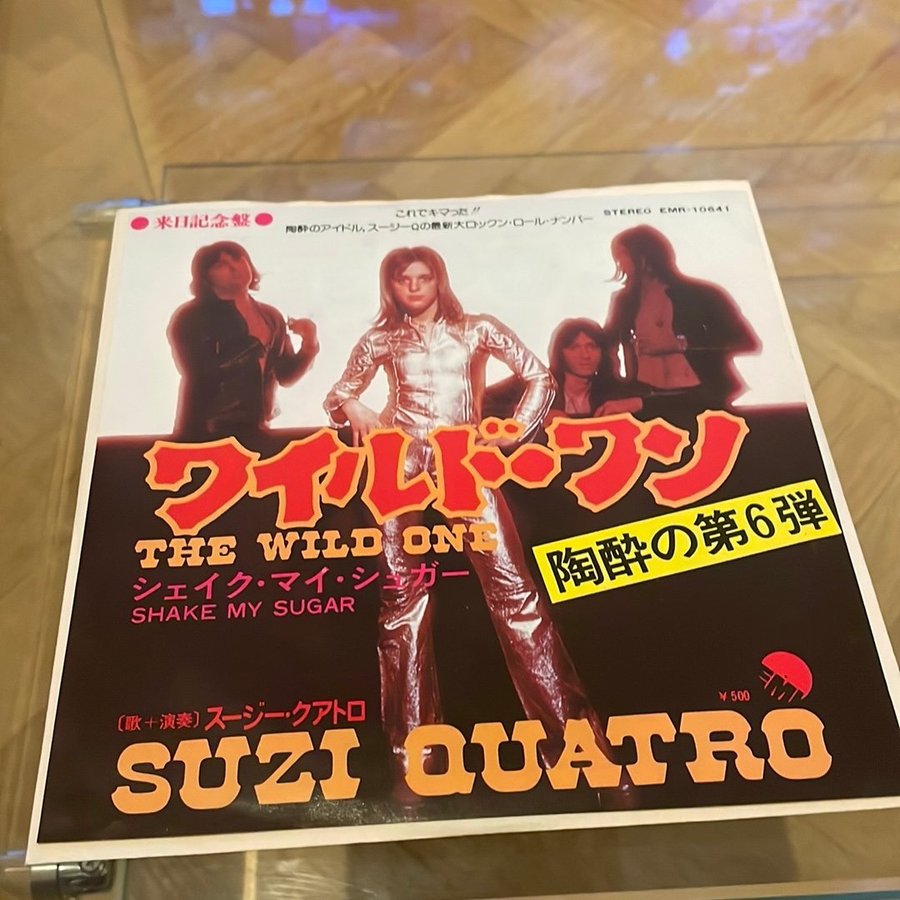 ●来日記念盤●
これでキマった!!
陶酔のアイドル,スージーQの最新大ロックン・ロール・ナンバー
STEREO EMR-10641
ワイルド・ワン
THE WILD ONE
シェイク・マイ・シュガー
SHAKE MY SUGAR
陶酔の第6弾
¥500
EMI
〔歌+演奏〕スージー・クアトロ
SUZI QUATRO